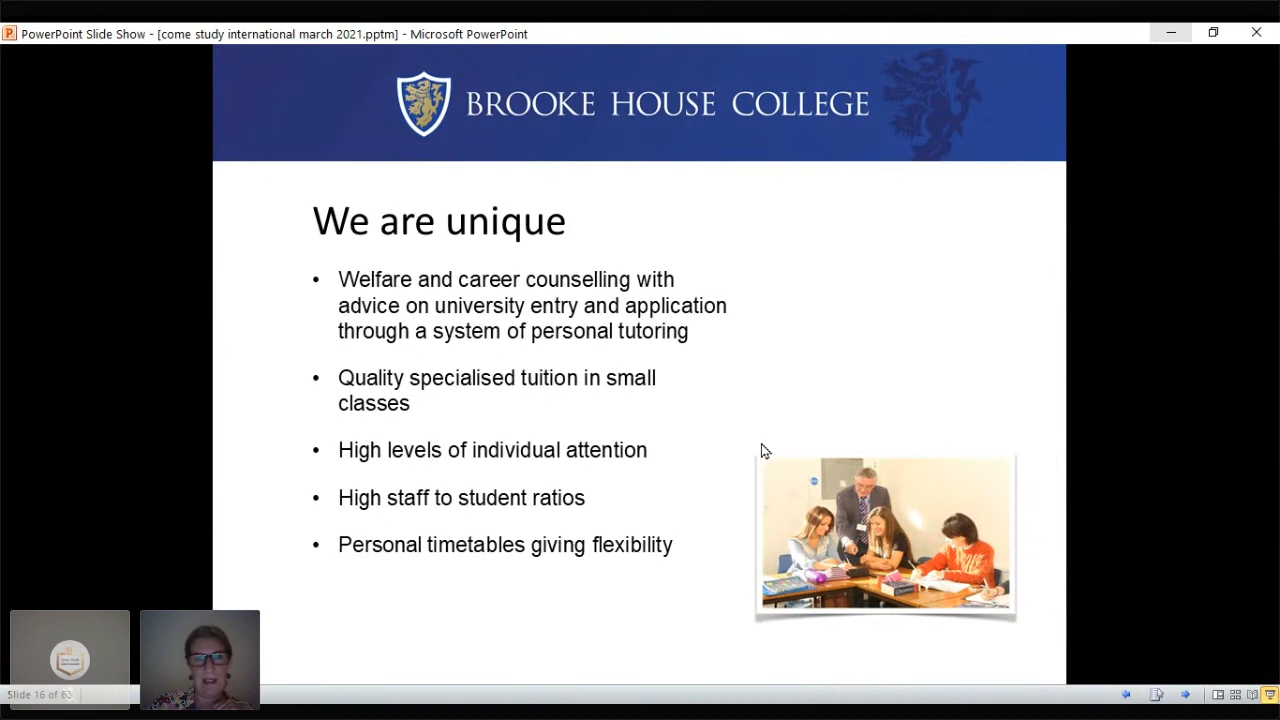 PowerPoint Slide Show - [come study international march 2021.pptm] - Microsoft PowerPoint
BROOKE HOUSE COLLEGE
We are unique
• Welfare and career counselling with
advice on university entry and application
through a system of personal tutoring
• Quality specialised tuition in small
classes
• High levels of individual attention
• High staff to student ratios
• Personal timetables giving flexibility
Slide 16 of